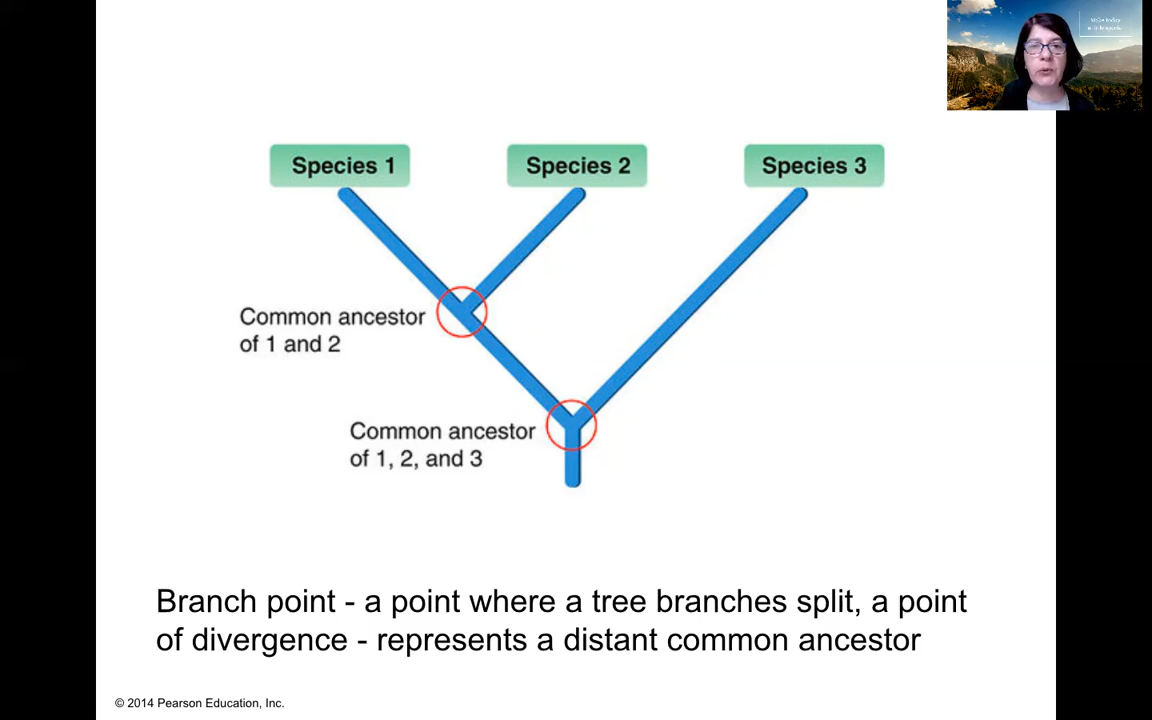 Species 1
Species 2
Species 3
Common ancestor
of 1 and 2
Common ancestor
of 1, 2, and 3
Branch point - a point where a tree branches split, a point
of divergence - represents a distant common ancestor
© 2014 Pearson Education, Inc.